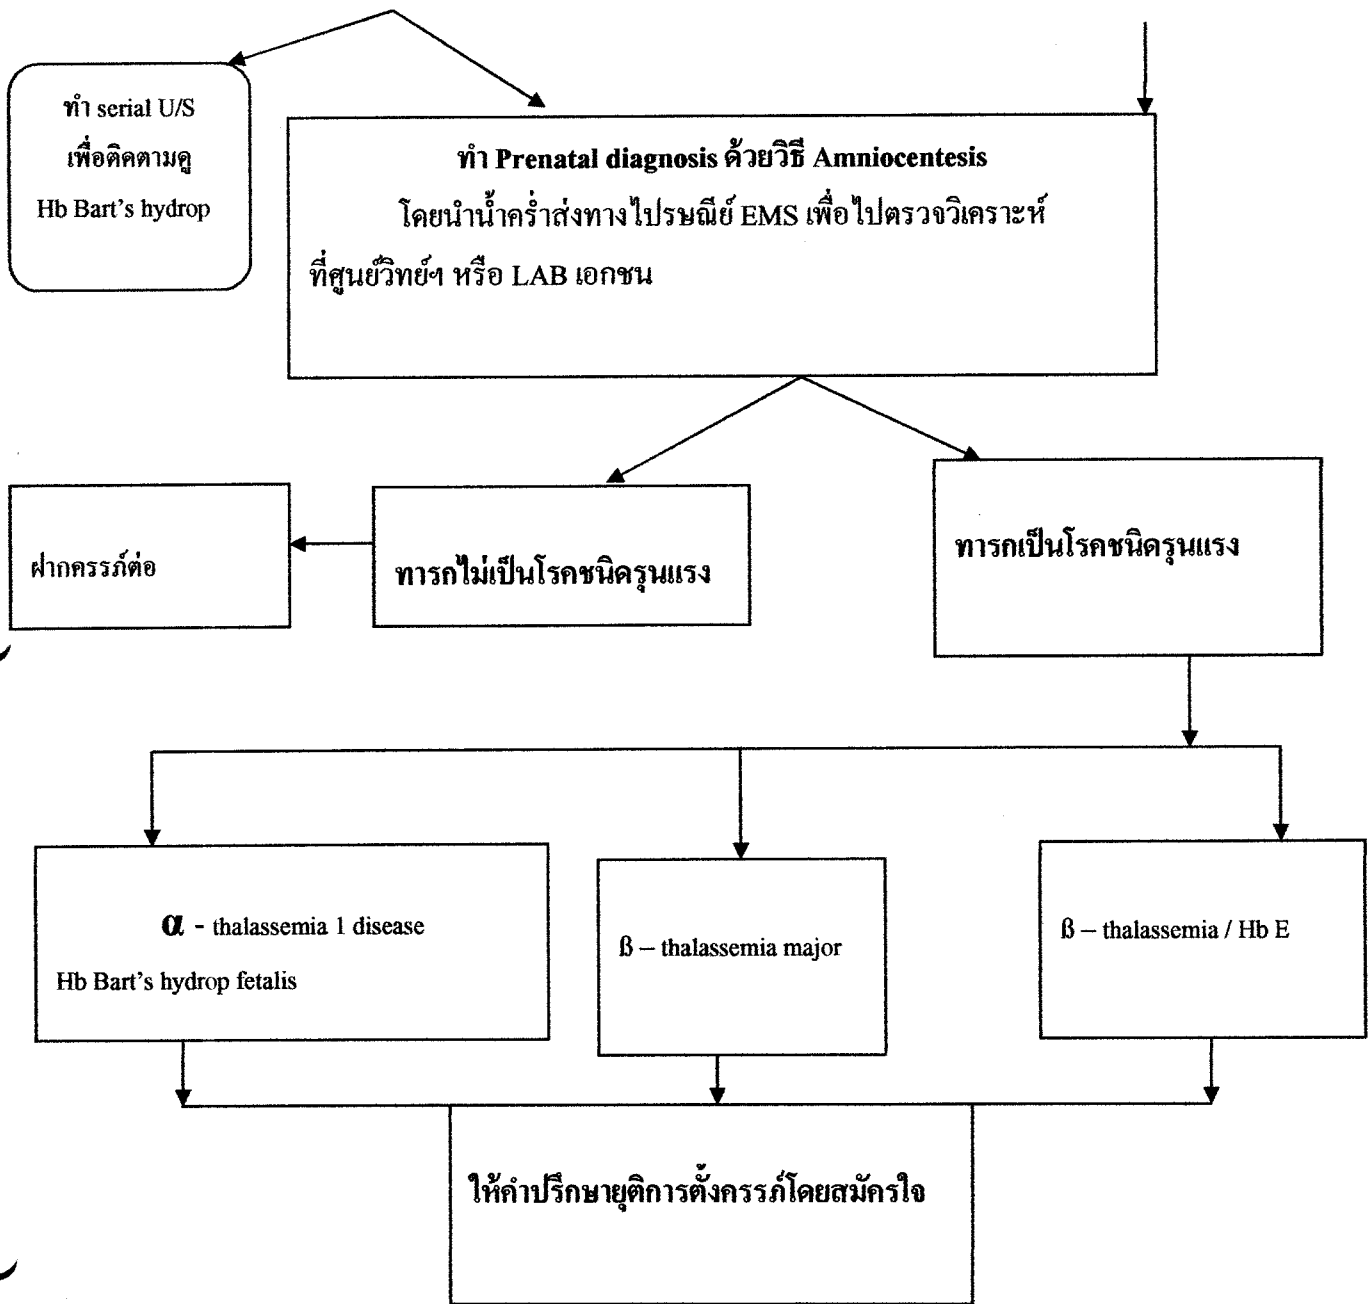 ทำ serial U/S
เพื่อติดตามดู
Hb Bart's hydrop
ทำ Prenatal diagnosis ด้วยวิธี Amniocentesis
โดยนำน้ำคร่ำส่งทางไปรษณีย์ EMS เพื่อไปตรวจวิเคราะห์
ที่ศูนย์วิทย์ฯ หรือ LAB เอกชน
ฝากครรภ์ต่อ
ทารกไม่เป็นโรคชนิดรุนแรง
ทารกเป็นโรคชนิดรุนแรง
α - thalassemia 1 disease
Hb Bart's hydrop fetalis
ß – thalassemia major
ß – thalassemia / Hb E
ให้คำปรึกษายุติการตั้งครรภ์โดยสมัครใจ